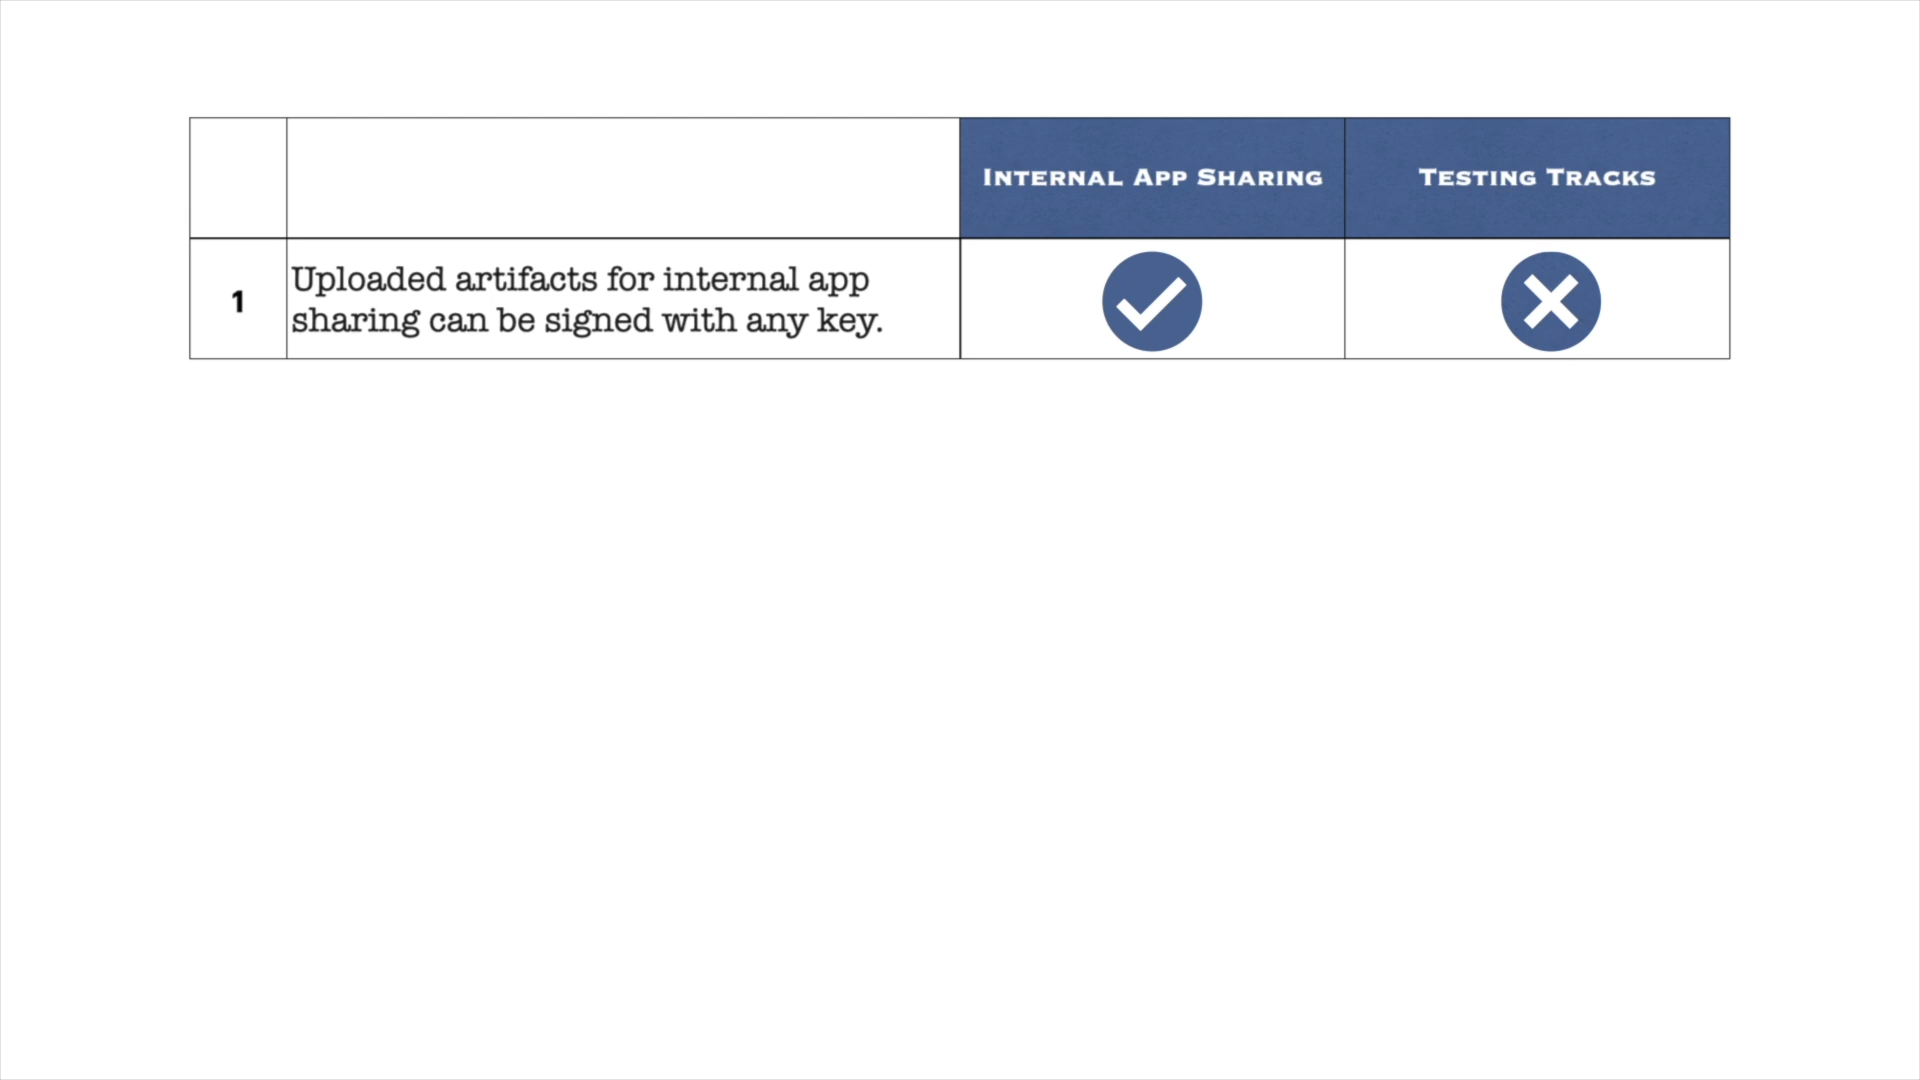 Internal App Sharing
Testing Tracks
1
Uploaded artifacts for internal app
sharing can be signed with any key.